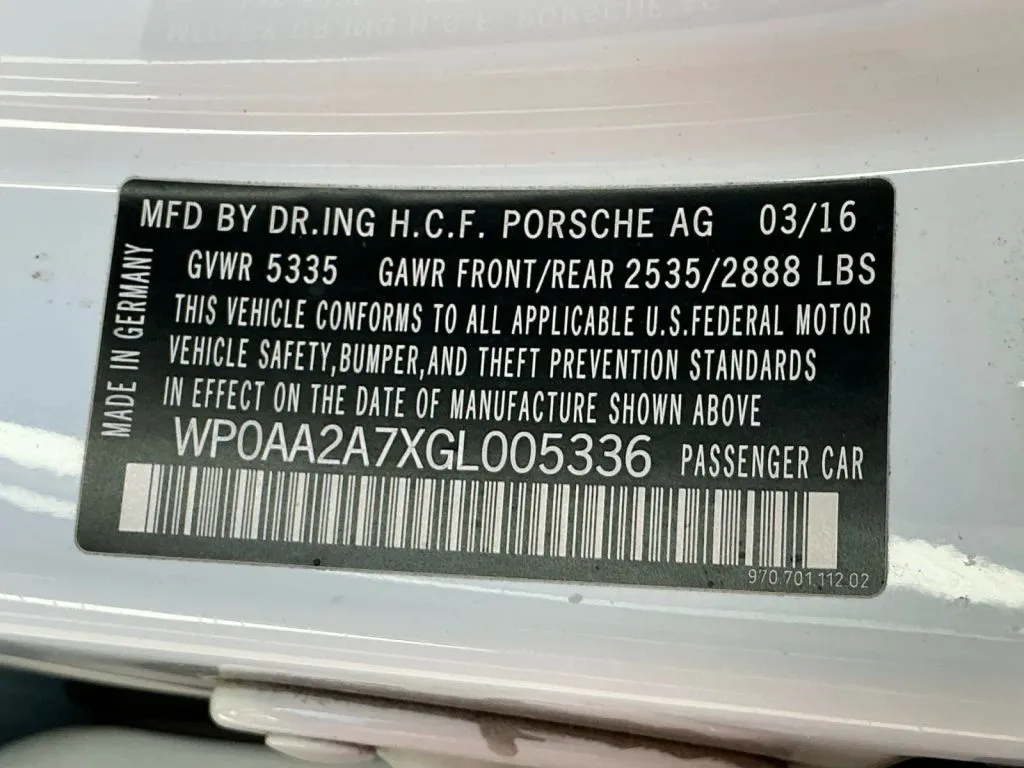 MFD BY DR.ING H.C.F. PORSCHE AG 03/16
GVWR 5335 GAWR FRONT/REAR 2535/2888 LBS
THIS VEHICLE CONFORMS TO ALL APPLICABLE U.S.FEDERAL MOTOR
VEHICLE SAFETY,BUMPER,AND THEFT PREVENTION STANDARDS
IN EFFECT ON THE DATE OF MANUFACTURE SHOWN ABOVE
WP0AA2A7XGL005336 PASSENGER CAR
970 701 112 02
MADE IN GERMANY